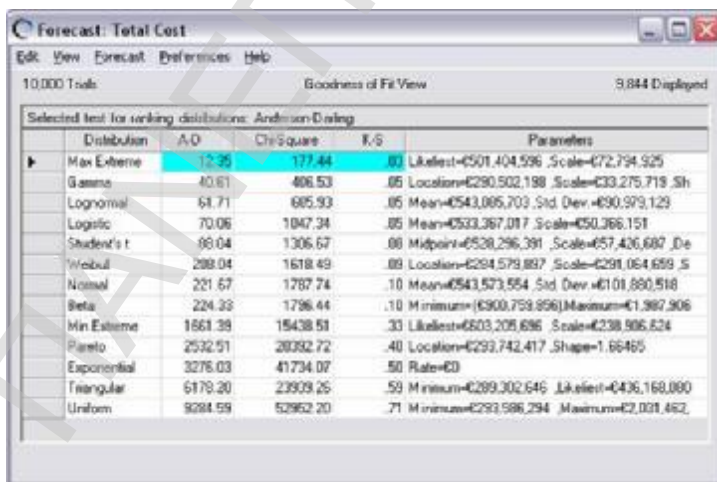 Forecast: Total Cost
Edit View Forecast Preferences Help
10,000 Trials Goodness of Fit View 9,844 Displayed
Selected test for ranking distributions: Anderson-Darling
Distribution A-D Chi-Square K-S Parameters
Max Extreme 12.35 177.44 .03 Likeliest=€501,404,596 ,Scale=€72,794,925
Gamma 40.61 406.53 .05 Location=€290,502,198 ,Scale=€33,275,719 ,Sh
Lognormal 61.71 605.93 .05 Mean=€543,085,703 ,Std. Dev.=€90,979,129
Logistic 70.06 1047.34 .05 Mean=€533,367,017 ,Scale=€50,366,151
Student's t 88.04 1306.67 .08 Midpoint=€528,296,391 ,Scale=€57,426,687 ,De
Weibull 208.04 1618.49 .09 Location=€294,579,897 ,Scale=€291,064,659 ,S
Normal 221.67 1787.74 .10 Mean=€543,573,554 ,Std. Dev.=€101,880,518
Beta 224.33 1796.44 .10 Minimum=(€900,759,856),Maximum=€1,987,906
Min Extreme 1661.39 15438.51 .33 Likeliest=€603,205,696 ,Scale=€238,906,624
Pareto 2532.51 20392.72 .40 Location=€293,742,417 ,Shape=1.66465
Exponential 3276.03 41734.07 .50 Rate=€0
Triangular 6178.20 23939.26 .59 Minimum=€289,302,646 ,Likeliest=€436,168,080
Uniform 9284.59 52952.20 .71 Minimum=€293,586,294 ,Maximum=€2,031,462,